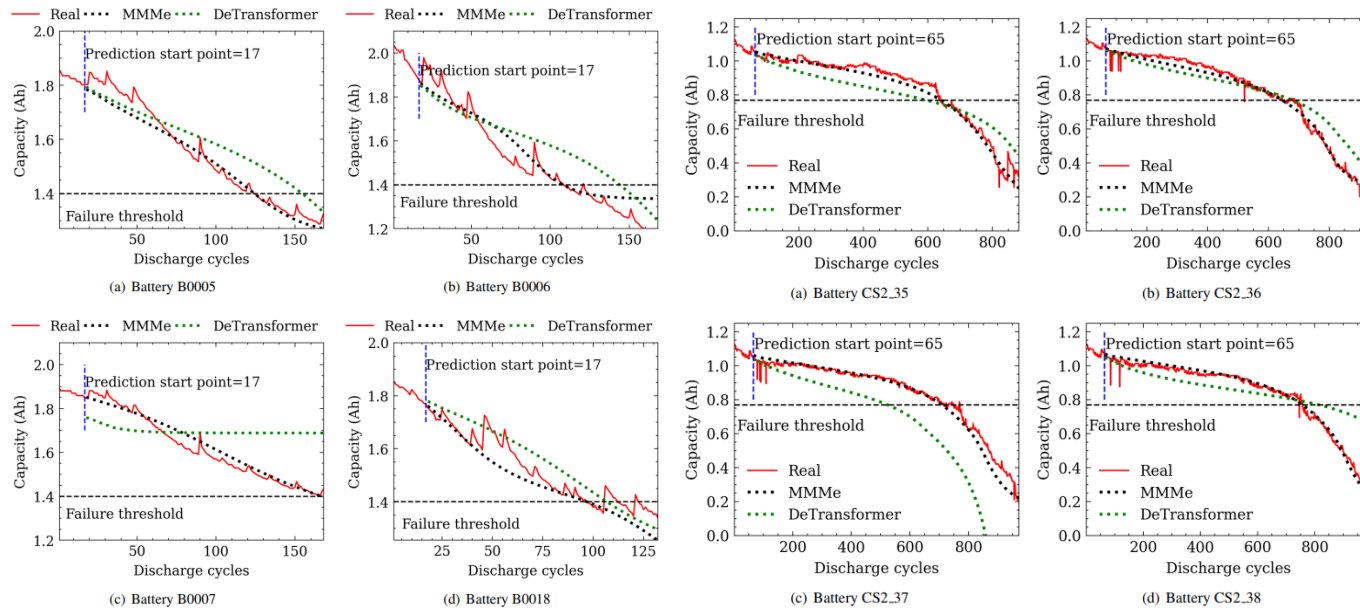 Real MMMe DeTransformer
2.0
1.8
1.6
1.4
Capacity (Ah)
Prediction start point=17
Failure threshold
50
100
150
Discharge cycles
(a) Battery B0005
Real MMMe DeTransformer
2.0
1.8
1.6
1.4
1.2
Capacity (Ah)
Prediction start point=17
Failure threshold
50
100
150
Discharge cycles
(b) Battery B0006
1.2
1.0
0.8
0.6
0.4
0.2
0.0
Capacity (Ah)
Prediction start point=65
Failure threshold
Real
MMMe
DeTransformer
200
400
600
800
Discharge cycles
(a) Battery CS2_35
1.2
1.0
0.8
0.6
0.4
0.2
0.0
Capacity (Ah)
Prediction start point=65
Failure threshold
Real
MMMe
DeTransformer
200
400
600
800
Discharge cycles
(b) Battery CS2_36
Real MMMe DeTransformer
2.0
1.8
1.6
1.4
1.2
Capacity (Ah)
Prediction start point=17
Failure threshold
50
100
150
Discharge cycles
(c) Battery B0007
Real MMMe DeTransformer
2.0
1.8
1.6
1.4
Capacity (Ah)
Prediction start point=17
Failure threshold
25
50
75
100
125
Discharge cycles
(d) Battery B0018
1.2
1.0
0.8
0.6
0.4
0.2
0.0
Capacity (Ah)
Prediction start point=65
Failure threshold
Real
MMMe
DeTransformer
200
400
600
800
Discharge cycles
(c) Battery CS2_37
1.2
1.0
0.8
0.6
0.4
0.2
0.0
Capacity (Ah)
Prediction start point=65
Failure threshold
Real
MMMe
DeTransformer
200
400
600
800
Discharge cycles
(d) Battery CS2_38